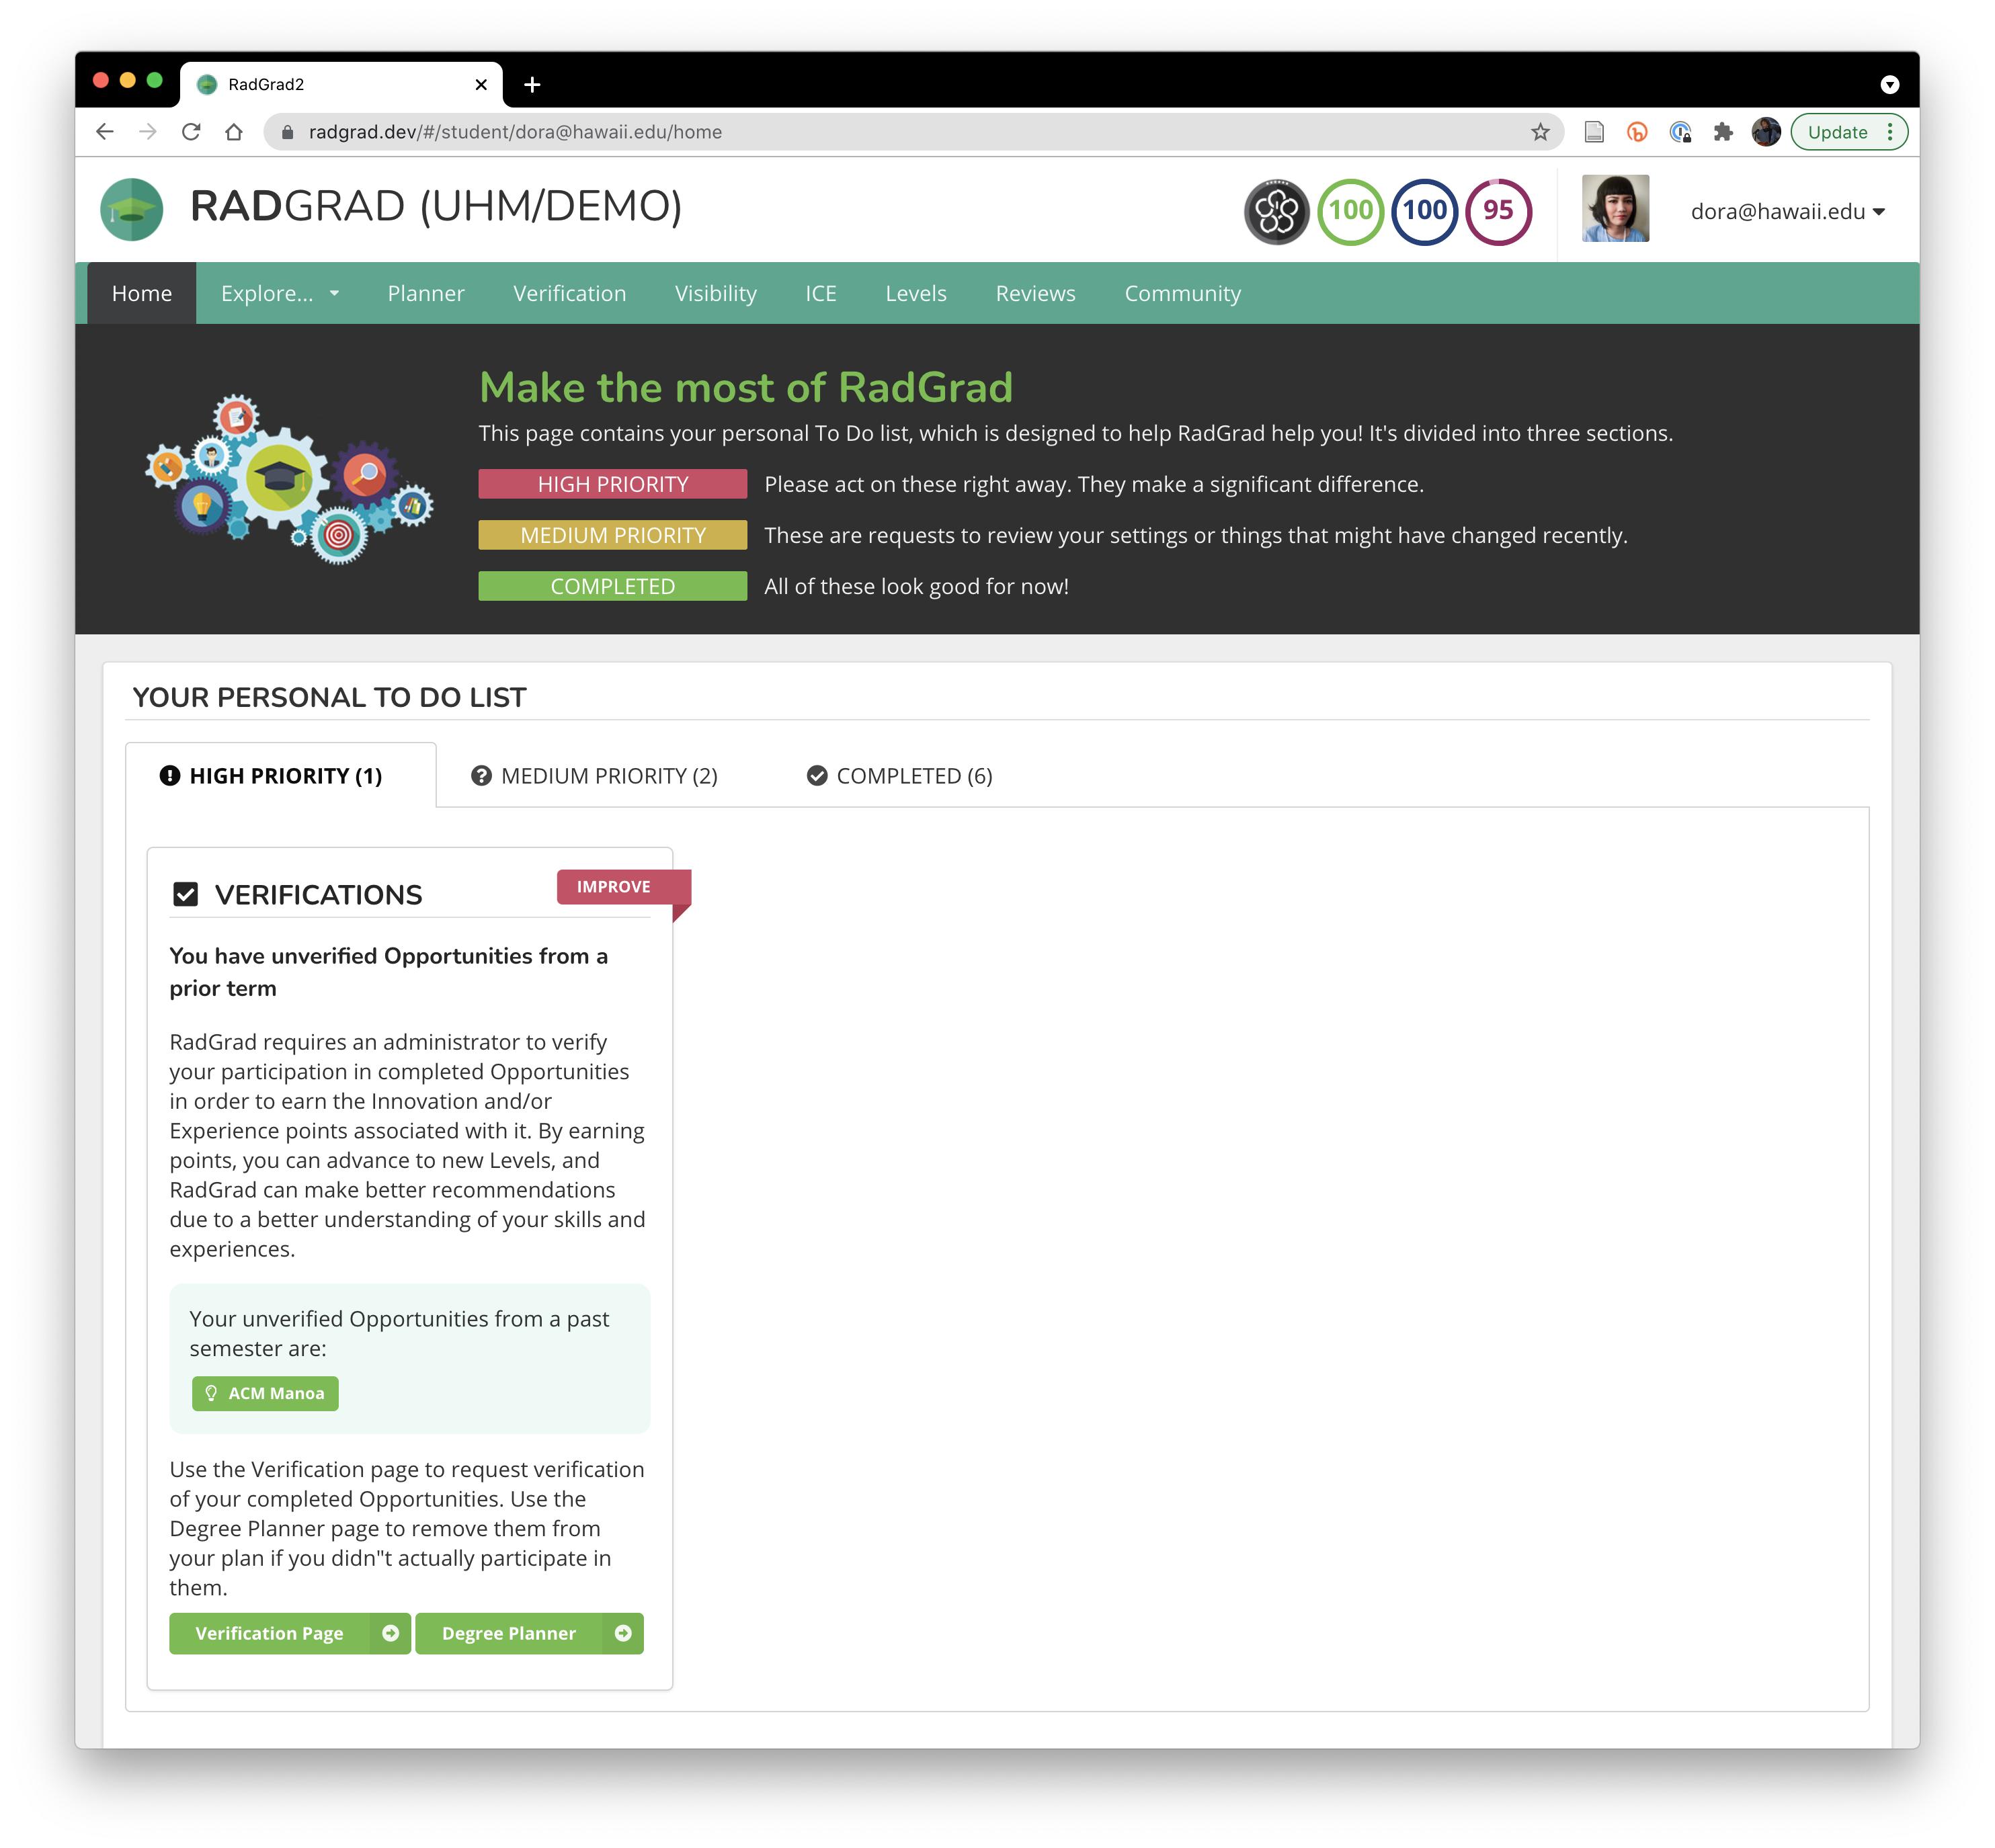 RadGrad2
radgrad.dev/#/student/dora@hawaii.edu/home
Update
RADGRAD (UHM/DEMO)
100 100 95
dora@hawaii.edu
Home Explore... Planner Verification Visibility ICE Levels Reviews Community
Make the most of RadGrad
This page contains your personal To Do list, which is designed to help RadGrad help you! It's divided into three sections.
HIGH PRIORITY Please act on these right away. They make a significant difference.
MEDIUM PRIORITY These are requests to review your settings or things that might have changed recently.
COMPLETED All of these look good for now!
YOUR PERSONAL TO DO LIST
HIGH PRIORITY (1) MEDIUM PRIORITY (2) COMPLETED (6)
VERIFICATIONS
IMPROVE
You have unverified Opportunities from a
prior term
RadGrad requires an administrator to verify
your participation in completed Opportunities
in order to earn the Innovation and/or
Experience points associated with it. By earning
points, you can advance to new Levels, and
RadGrad can make better recommendations
due to a better understanding of your skills and
experiences.
Your unverified Opportunities from a past
semester are:
ACM Manoa
Use the Verification page to request verification
of your completed Opportunities. Use the
Degree Planner page to remove them from
your plan if you didn"t actually participate in
them.
Verification Page Degree Planner